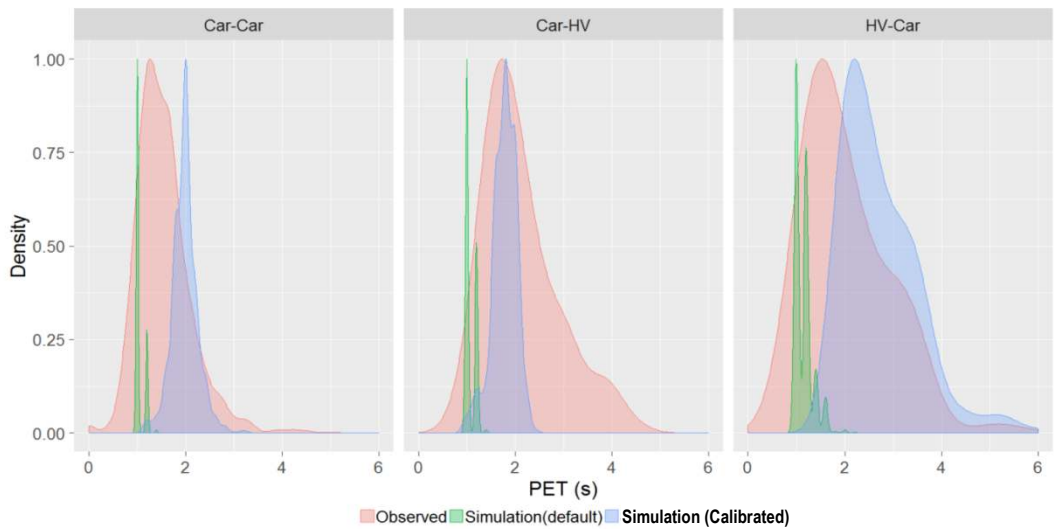 Car-Car Car-HV HV-Car
1.00
0.75
0.50
0.25
0.00
Density
0 2 4 6 0 2 4 6 0 2 4 6
PET (s)
Observed Simulation(default) Simulation (Calibrated)